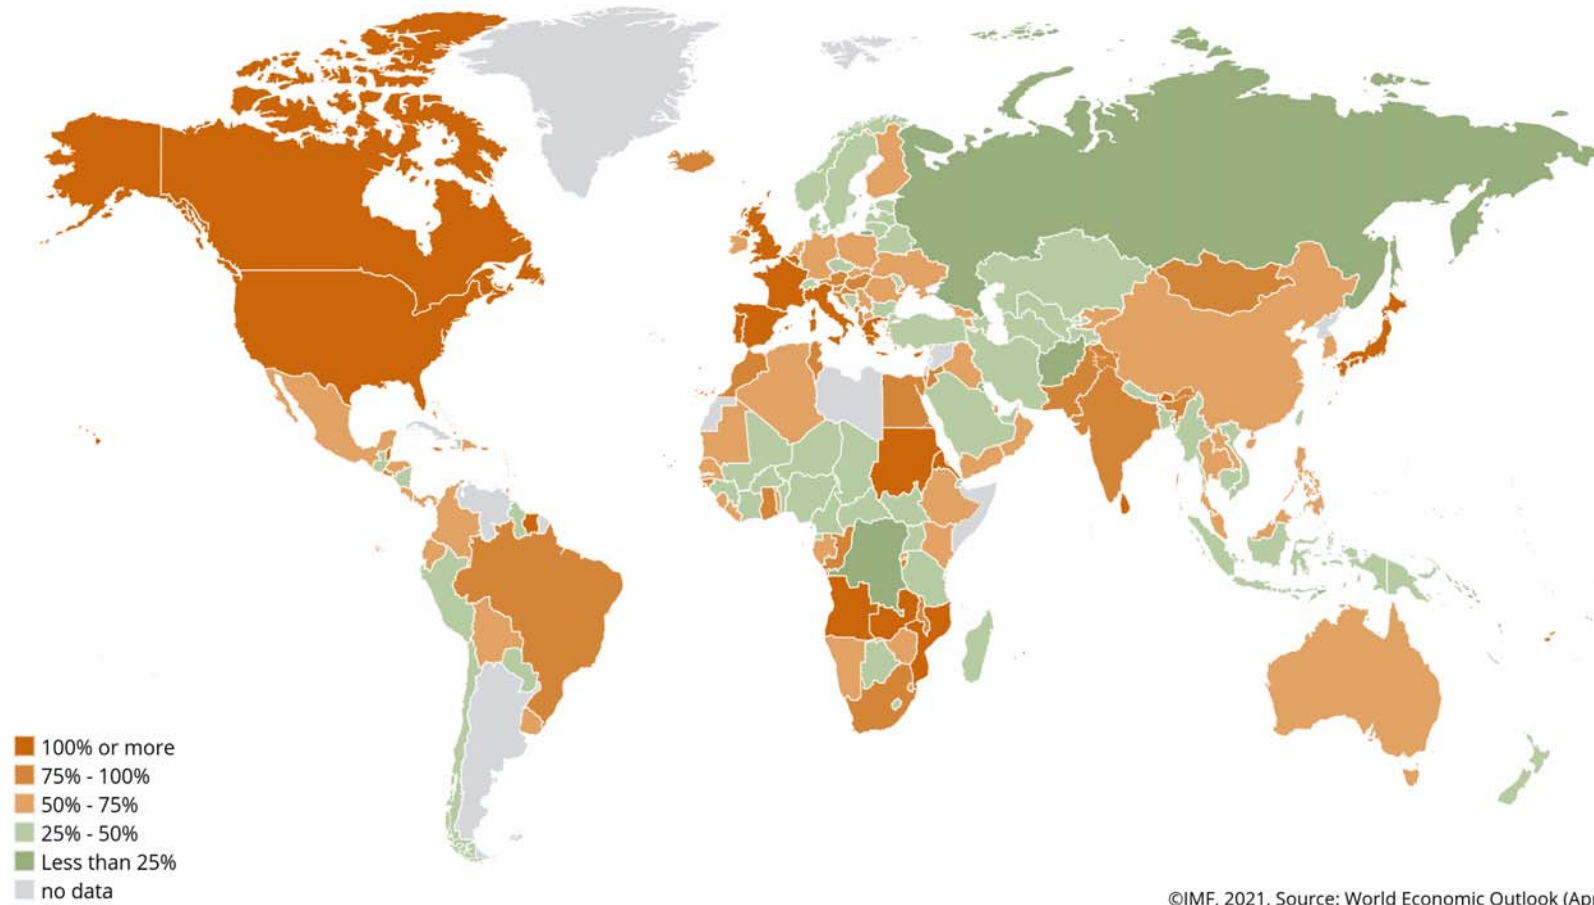 100% or more
75% - 100%
50% - 75%
25% - 50%
Less than 25%
no data
©IMF, 2021, Source: World Economic Outlook (Ap